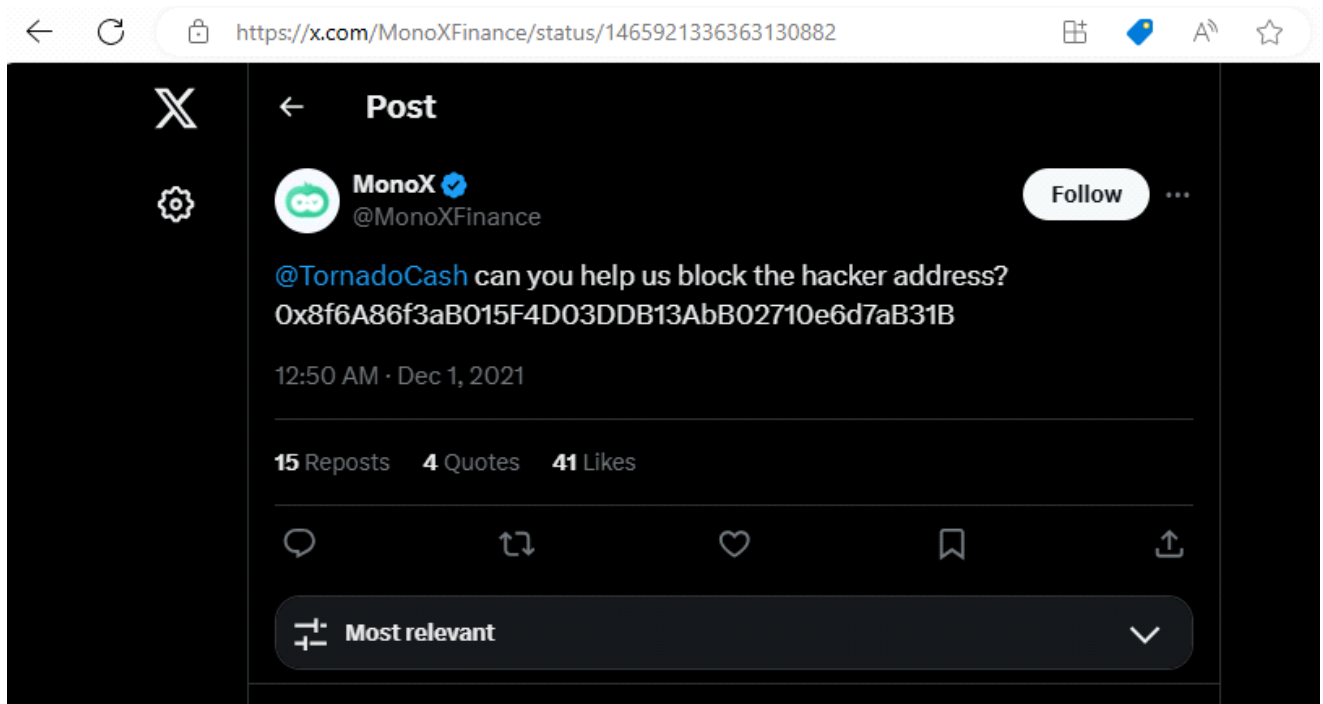 https://x.com/MonoXFinance/status/1465921336363130882
Post
MonoX
@MonoXFinance
Follow
@TornadoCash can you help us block the hacker address?
0x8f6A86f3aB015F4D03DDB13AbB02710e6d7aB31B
12:50 AM · Dec 1, 2021
15 Reposts 4 Quotes 41 Likes
Most relevant